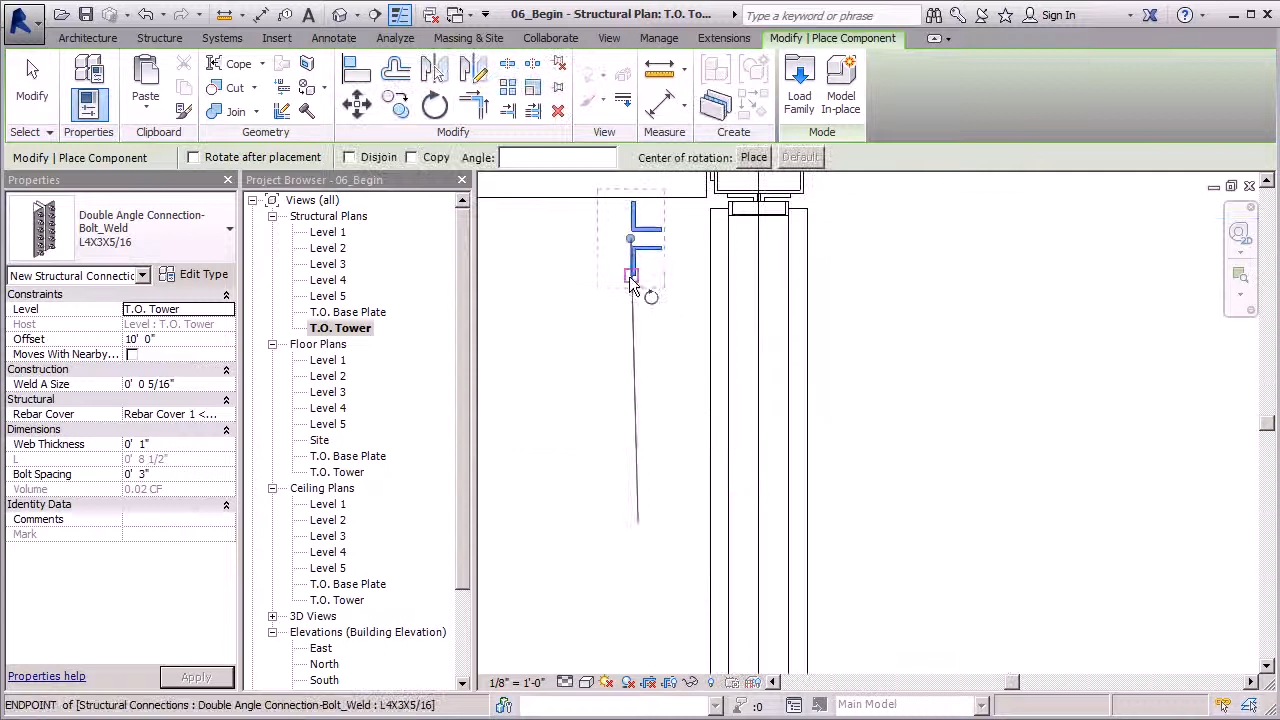 06_Begin - Structural Plan: T.O. To...
Type a keyword or phrase
Sign In
Architecture
Structure
Systems
Insert
Annotate
Analyze
Massing & Site
Collaborate
View
Manage
Extensions
Modify | Place Component
Modify
Paste
Cope
Cut
Join
Load Family
Model In-place
Select
Properties
Clipboard
Geometry
Modify
View
Measure
Create
Mode
Modify | Place Component
Rotate after placement
Disjoin
Copy
Angle:
Center of rotation:
Place
Default
Properties
Double Angle Connection-
Bolt_Weld
L4X3X5/16
New Structural Connectic
Edit Type
Constraints
Level T.O. Tower
Host Level : T.O. Tower
Offset 10' 0"
Moves With Nearby...
Construction
Weld A Size 0' 0 5/16"
Structural
Rebar Cover Rebar Cover 1 <...
Dimensions
Web Thickness 0' 1"
L 0' 8 1/2"
Bolt Spacing 0' 3"
Volume 0.02 CF
Identity Data
Comments
Mark
Properties help
Apply
Project Browser - 06_Begin
Views (all)
Structural Plans
Level 1
Level 2
Level 3
Level 4
Level 5
T.O. Base Plate
T.O. Tower
Floor Plans
Level 1
Level 2
Level 3
Level 4
Level 5
Site
T.O. Base Plate
T.O. Tower
Ceiling Plans
Level 1
Level 2
Level 3
Level 4
Level 5
T.O. Base Plate
T.O. Tower
3D Views
Elevations (Building Elevation)
East
North
South
2D
1/8" = 1'-0"
ENDPOINT of [Structural Connections : Double Angle Connection-Bolt_Weld : L4X3X5/16]
:0
Main Model
:0